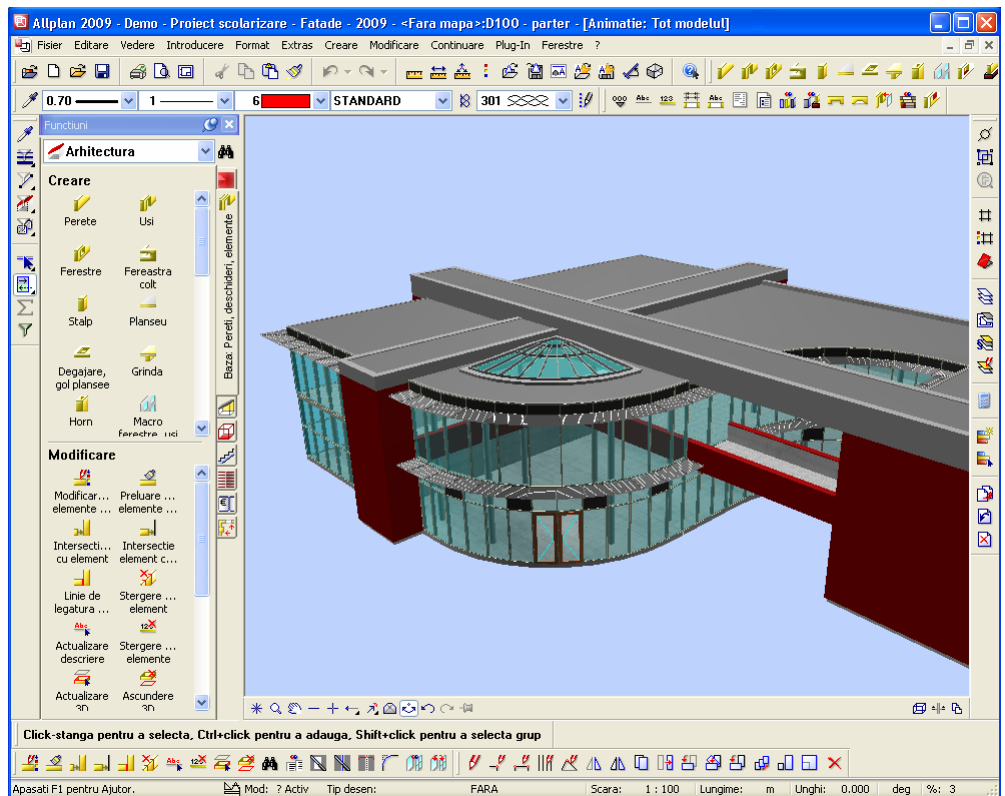 Allplan 2009 - Demo - Proiect scolarizare - Fatade - 2009 - <Fara mapa>:D100 - parter - [Animatie: Tot modelul]
Fisier Editare Vedere Introducere Format Extras Creare Modificare Continuare Plug-In Ferestre ?
0.70 1 6 STANDARD 301
Functiuni
Arhitectura
Creare
Perete Usi
Ferestre Fereastra colt
Stalp Planseu
Degajare, gol plansee Grinda
Horn Macro ferestre, usi
Baza: Pereti, deschideri, elemente
Modificare
Modificar... elemente ... Preluare ... elemente ...
Intersecti... cu element Intersectie element c...
Linie de legatura ... Stergere ... element
Actualizare descriere Stergere ... elemente
Actualizare 3D Ascundere 3D
Click-stanga pentru a selecta, Ctrl+click pentru a adauga, Shift+click pentru a selecta grup
Apasati F1 pentru Ajutor. Mod: ? Activ Tip desen: FARA Scara: 1 : 100 Lungime: m Unghi: 0.000 deg %: 3